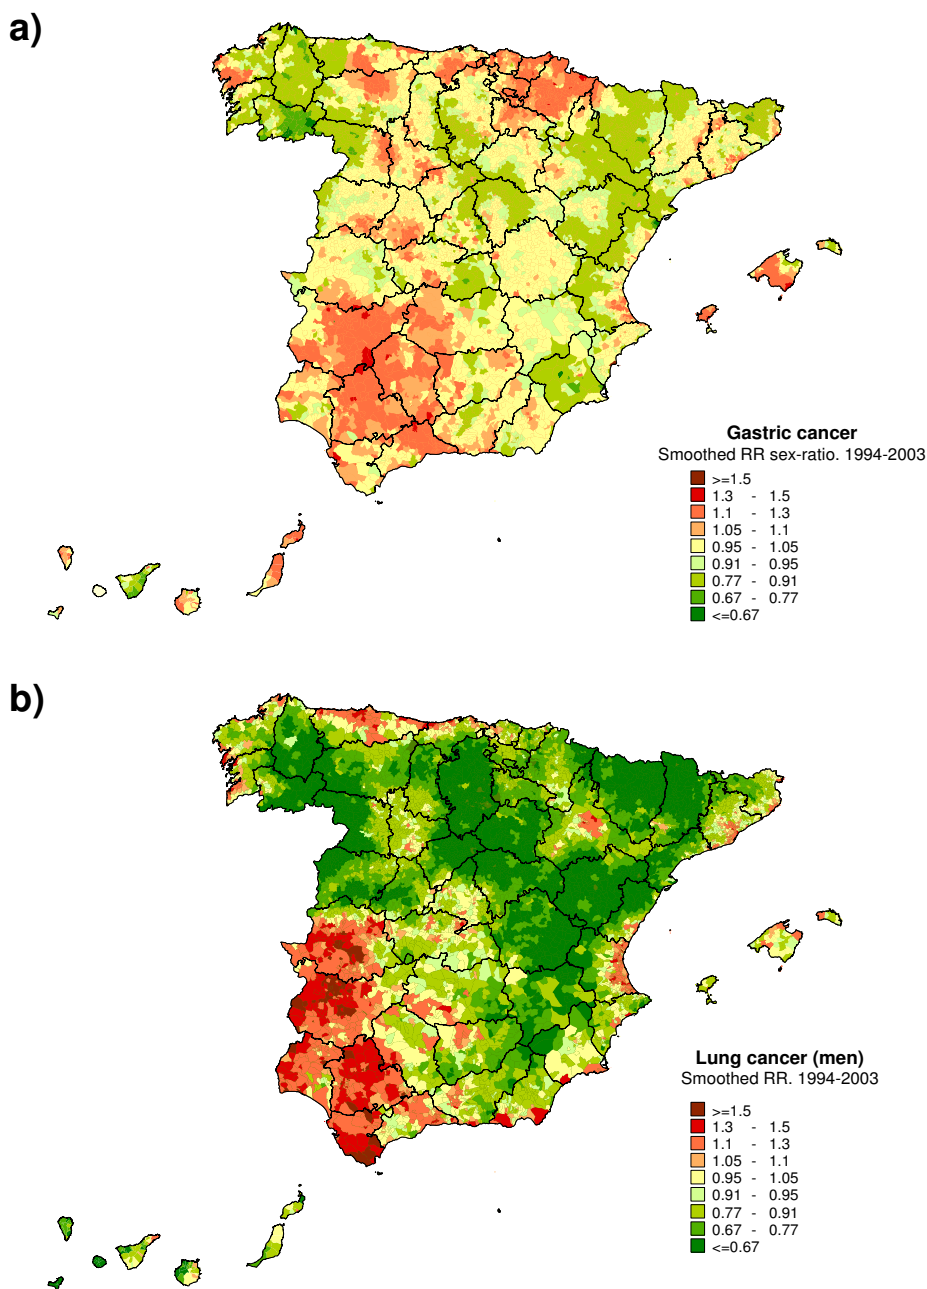 a)
Gastric cancer
Smoothed RR sex-ratio. 1994-2003
>=1.5
1.3 - 1.5
1.1 - 1.3
1.05 - 1.1
0.95 - 1.05
0.91 - 0.95
0.77 - 0.91
0.67 - 0.77
<=0.67
b)
Lung cancer (men)
Smoothed RR. 1994-2003
>=1.5
1.3 - 1.5
1.1 - 1.3
1.05 - 1.1
0.95 - 1.05
0.91 - 0.95
0.77 - 0.91
0.67 - 0.77
<=0.67